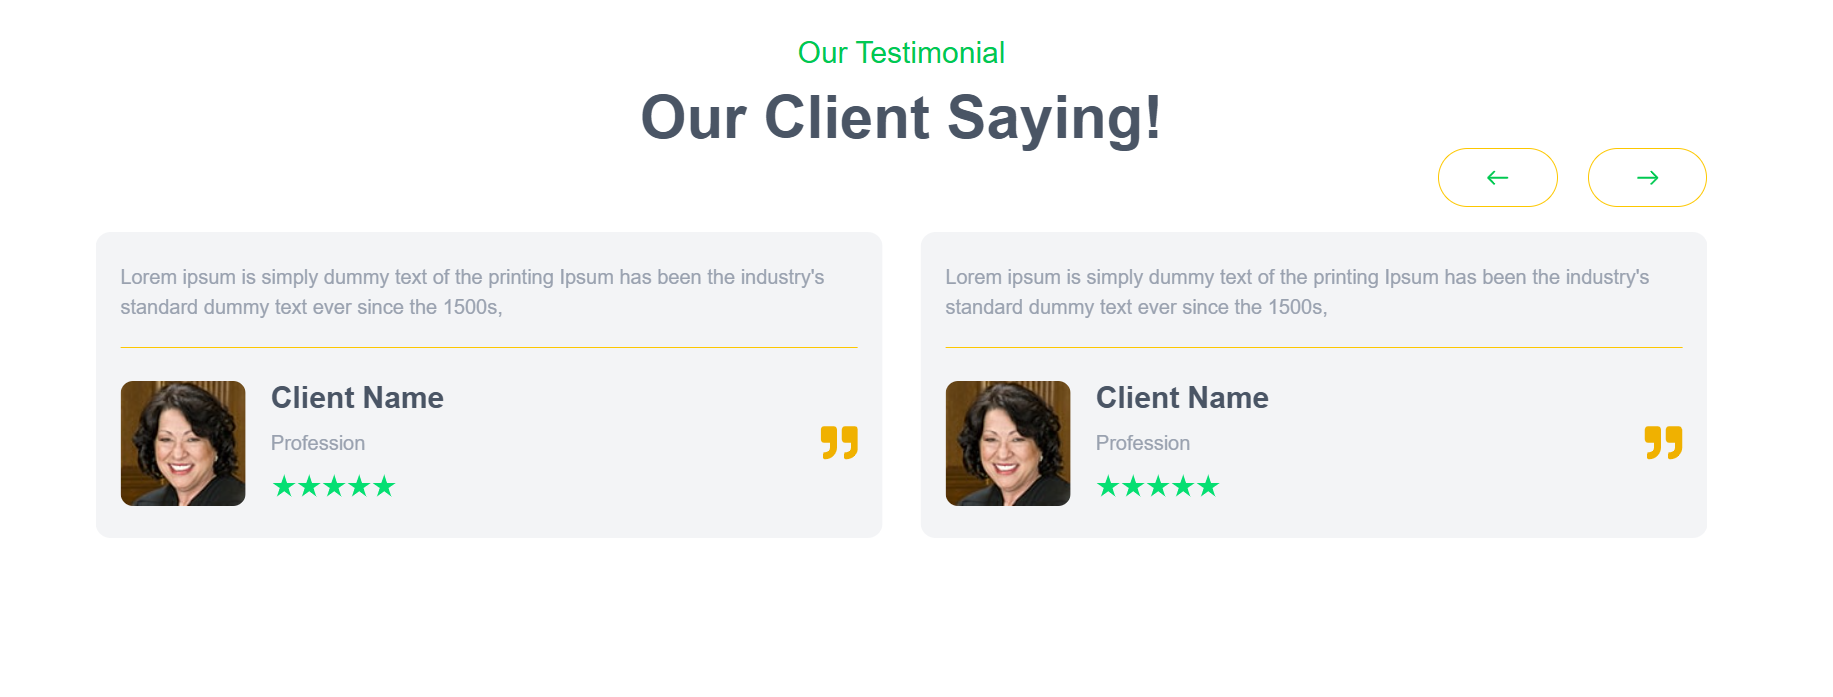 Our Testimonial
Our Client Saying!
Lorem ipsum is simply dummy text of the printing Ipsum has been the industry's
standard dummy text ever since the 1500s,
Client Name
Profession
Lorem ipsum is simply dummy text of the printing Ipsum has been the industry's
standard dummy text ever since the 1500s,
Client Name
Profession